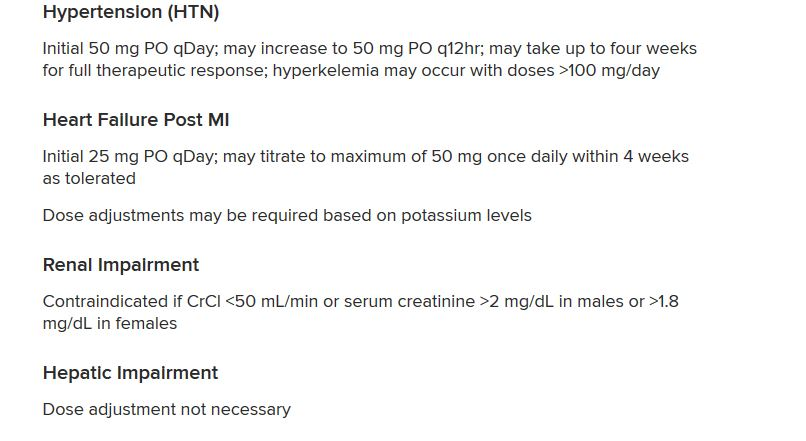 Hypertension (HTN)
Initial 50 mg PO qDay; may increase to 50 mg PO q12hr; may take up to four weeks
for full therapeutic response; hyperkelemia may occur with doses >100 mg/day
Heart Failure Post MI
Initial 25 mg PO qDay; may titrate to maximum of 50 mg once daily within 4 weeks
as tolerated
Dose adjustments may be required based on potassium levels
Renal Impairment
Contraindicated if CrCl <50 mL/min or serum creatinine >2 mg/dL in males or >1.8
mg/dL in females
Hepatic Impairment
Dose adjustment not necessary